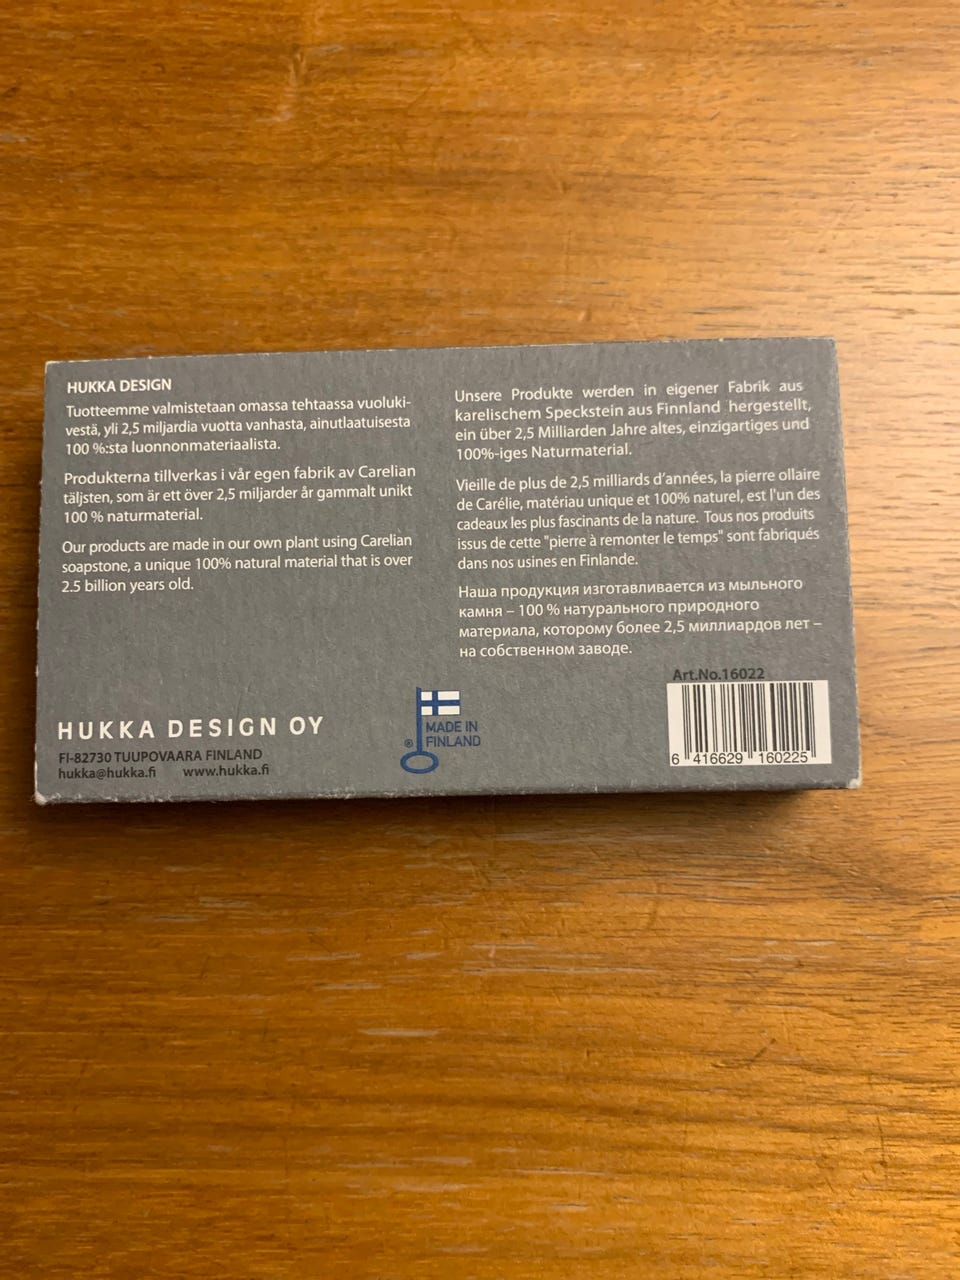 HUKKA DESIGN
Tuotteemme valmistetaan omassa tehtaassa vuoluki-
vestä, yli 2,5 miljardia vuotta vanhasta, ainutlaatuisesta
100 %:sta luonnonmateriaalista.
Produkterna tillverkas i vår egen fabrik av Carelian
täljsten, som är ett över 2,5 miljarder år gammalt unikt
100 % naturmaterial.
Our products are made in our own plant using Carelian
soapstone, a unique 100% natural material that is over
2.5 billion years old.
Unsere Produkte werden in eigener Fabrik aus
karelischem Speckstein aus Finnland hergestellt,
ein über 2,5 Milliarden Jahre altes, einzigartiges und
100%-iges Naturmaterial.
Vieille de plus de 2,5 milliards d'années, la pierre ollaire
de Carélie, matériau unique et 100% naturel, est l'un des
cadeaux les plus fascinants de la nature. Tous nos produits
issus de cette "pierre à remonter le temps" sont fabriqués
dans nos usines en Finlande.
Наша продукция изготавливается из мыльного
камня – 100 % натурального природного
материала, которому более 2,5 миллиардов лет –
на собственном заводе.
HUKKA DESIGN OY
FI-82730 TUUPOVAARA FINLAND
hukka@hukka.fi www.hukka.fi
® MADE IN
FINLAND
Art.No.16022
6 416629 160225